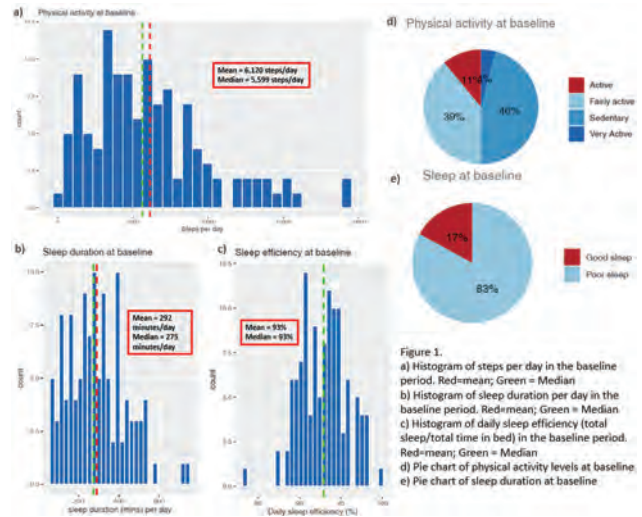 a)
Physical activity at baseline
Mean = 6,120 steps/day
Median = 5,599 steps/day
count
Steps per day
d)
Physical activity at baseline
11%
4%
39%
46%
Active
Fairly active
Sedentary
Very Active
e)
Sleep at baseline
17%
83%
Good sleep
Poor sleep
b)
Sleep duration at baseline
10.0
7.5
5.0
Mean = 292
minutes/day
Median = 275
minutes/day
count
sleep duration (mins) per day
c)
Sleep efficiency at baseline
Mean = 93%
Median = 93%
count
Daily sleep efficiency (%)
Figure 1.
a) Histogram of steps per day in the baseline
period. Red=mean; Green = Median
b) Histogram of sleep duration per day in the
baseline period. Red=mean; Green = Median
c) Histogram of daily sleep efficiency (total
sleep/total time in bed) in the baseline period.
Red=mean; Green = Median
d) Pie chart of physical activity levels at baseline
e) Pie chart of sleep duration at baseline